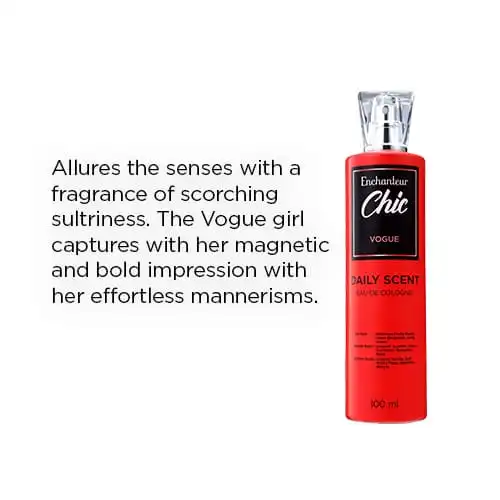 Allures the senses with a
fragrance of scorching
sultriness. The Vogue girl
captures with her magnetic
and bold impression with
her effortless mannerisms.
Enchanteur
Chic
VOGUE
DAILY SCENT
EAU DE COLOGNE
100 ml